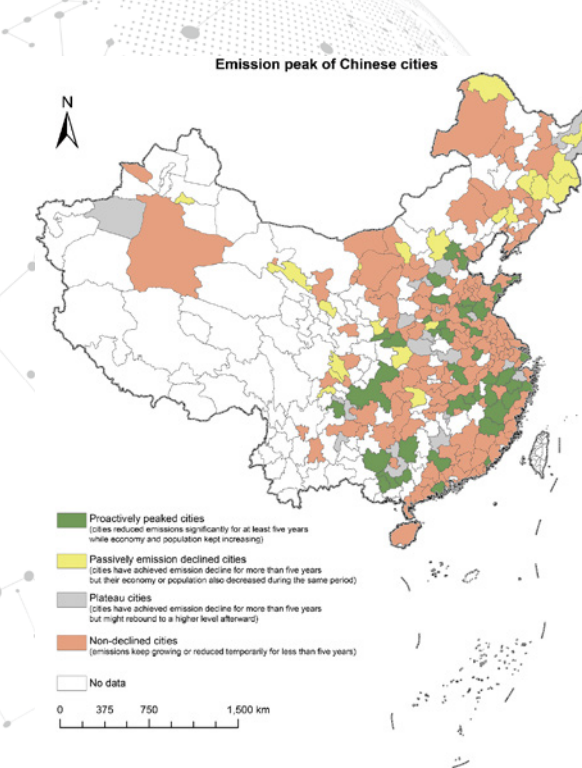 Emission peak of Chinese cities
N
Proactively peaked cities
(cities reduced emissions significantly for at least five years
while economy and population kept increasing)
Passively emission declined cities
(cities have achieved emission decline for more than five years
but their economy or population also decreased during the same period)
Plateau cities
(cities have achieved emission decline for more than five years
but might rebound to a higher level afterward)
Non-declined cities
(emissions keep growing or reduced temporarily for less than five years)
No data
0 375 750 1,500 km